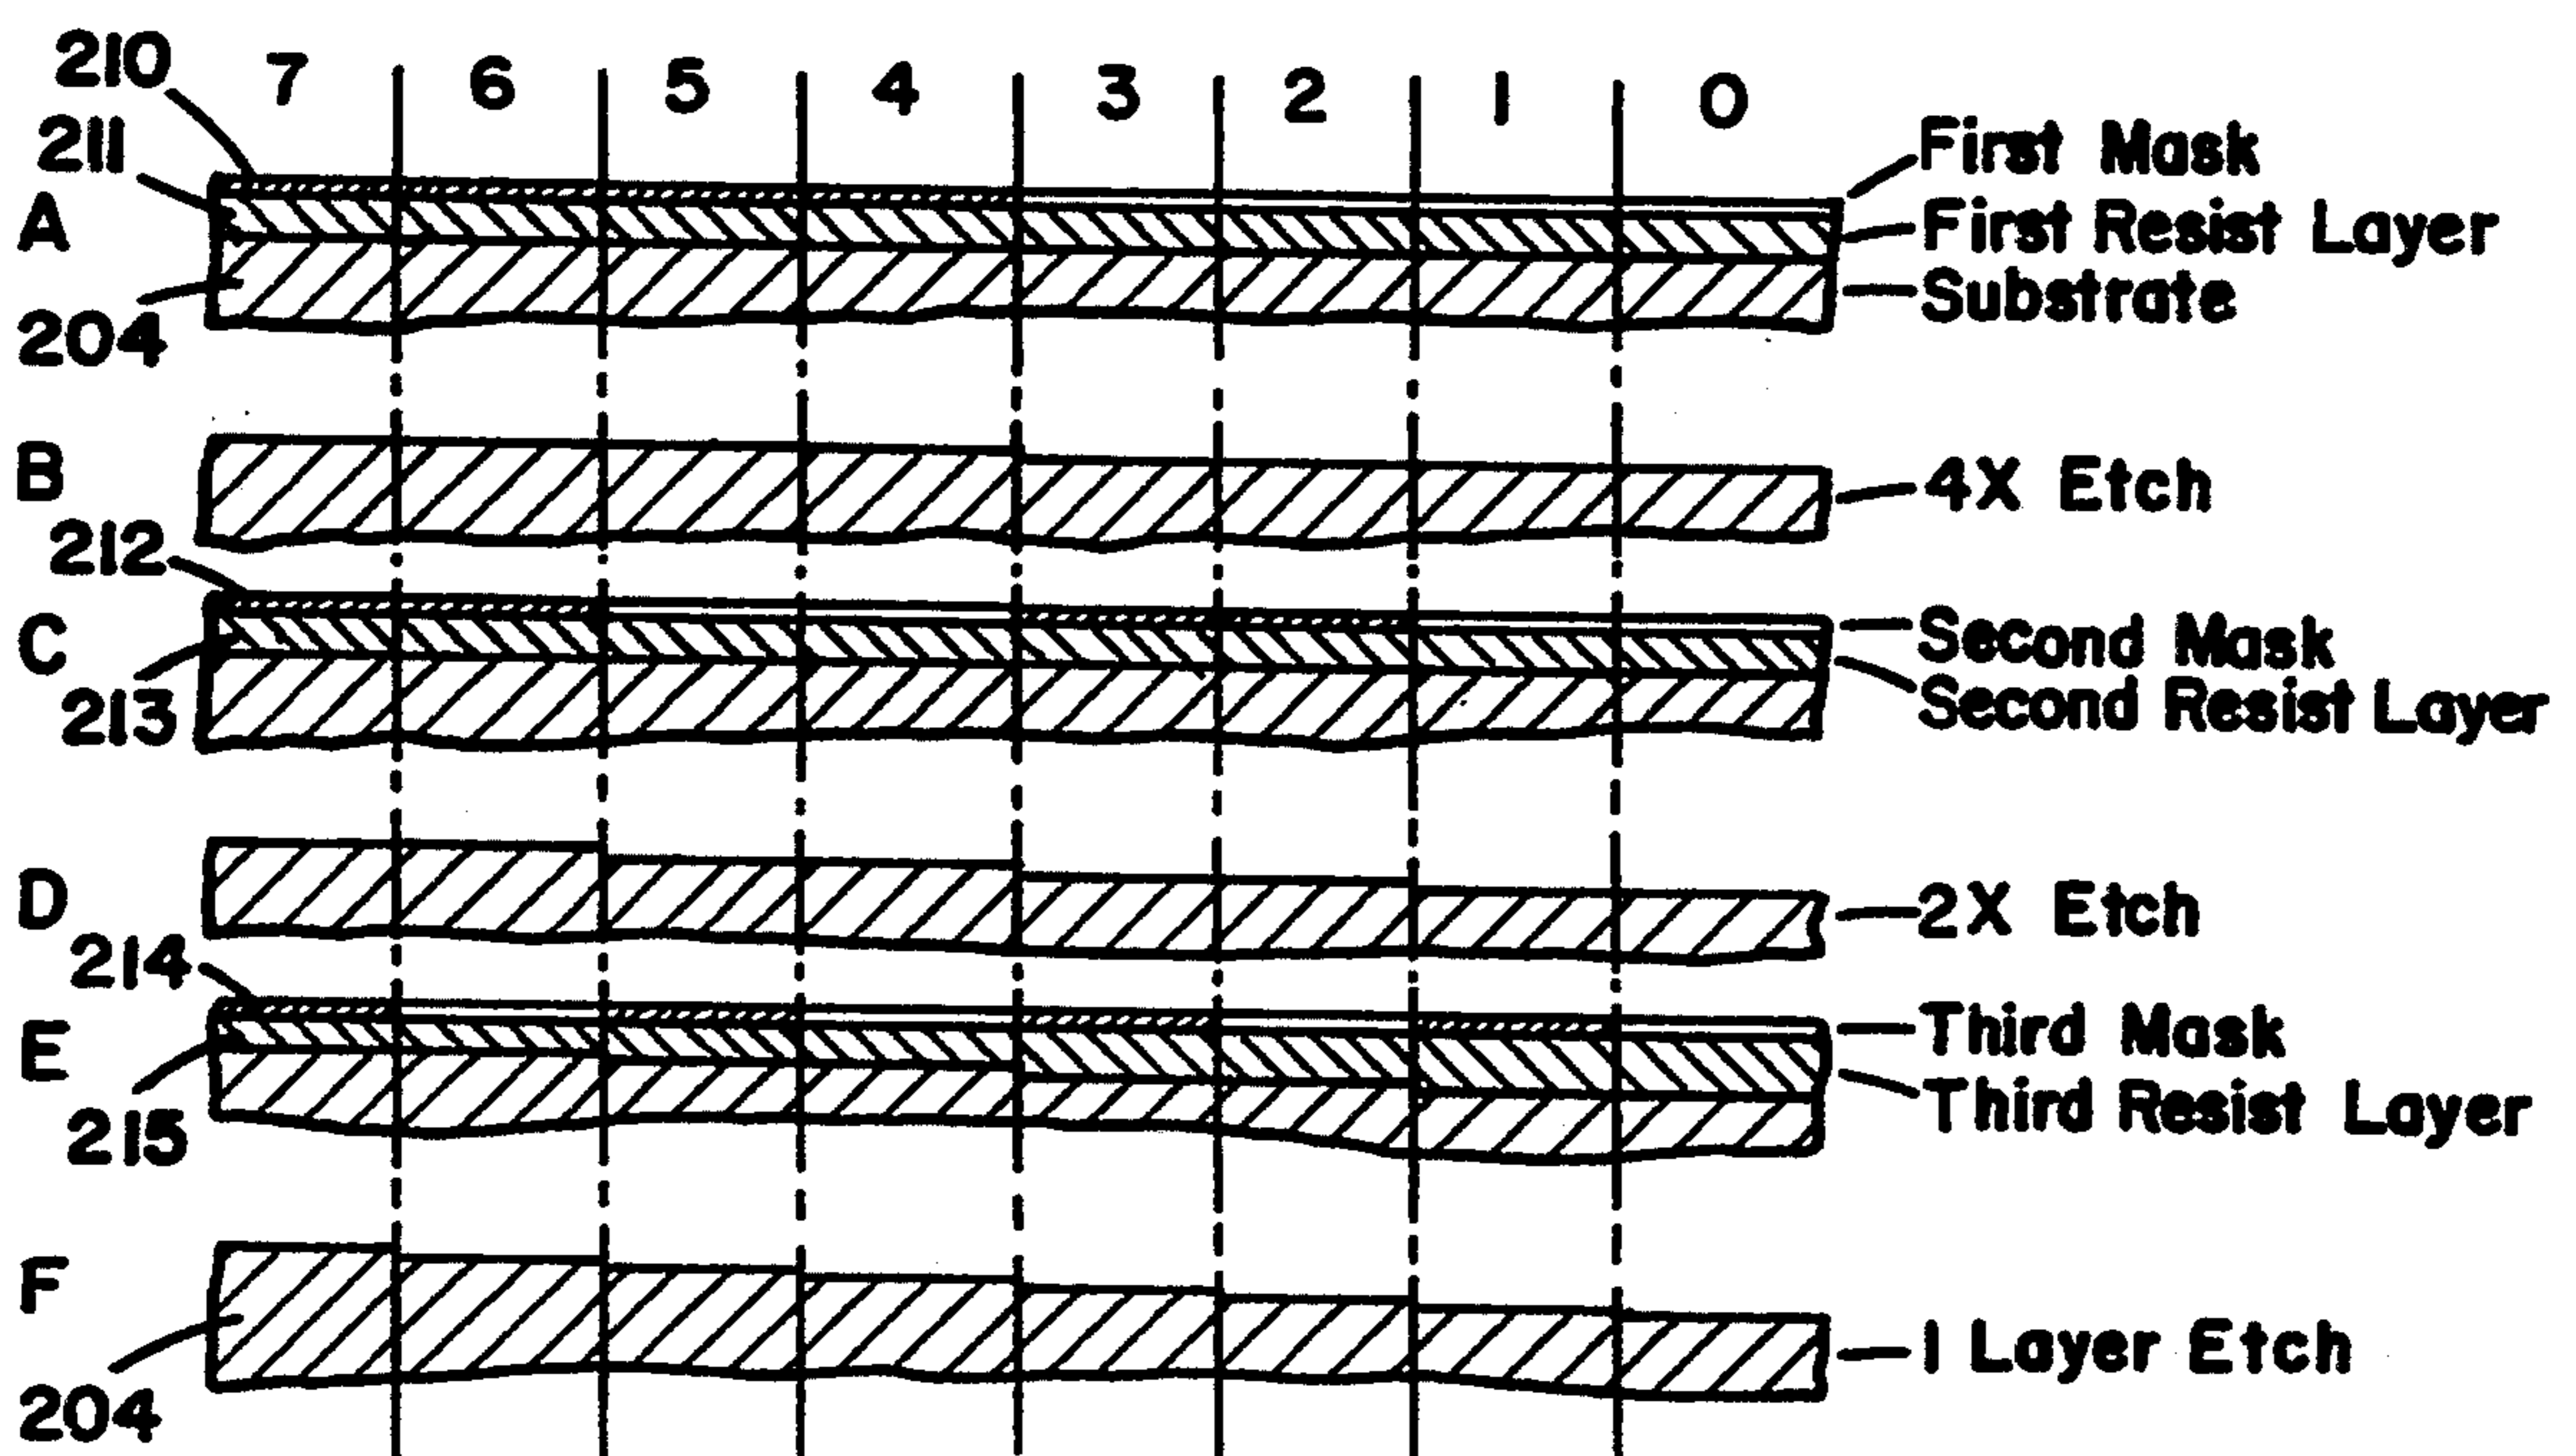 210
7 6 5 4 3 2 1 0
211
First Mask
A
First Resist Layer
Substrate
204
B
4X Etch
212
C
Second Mask
213
Second Resist Layer
D
2X Etch
214
E
Third Mask
215
Third Resist Layer
F
1 Layer Etch
204